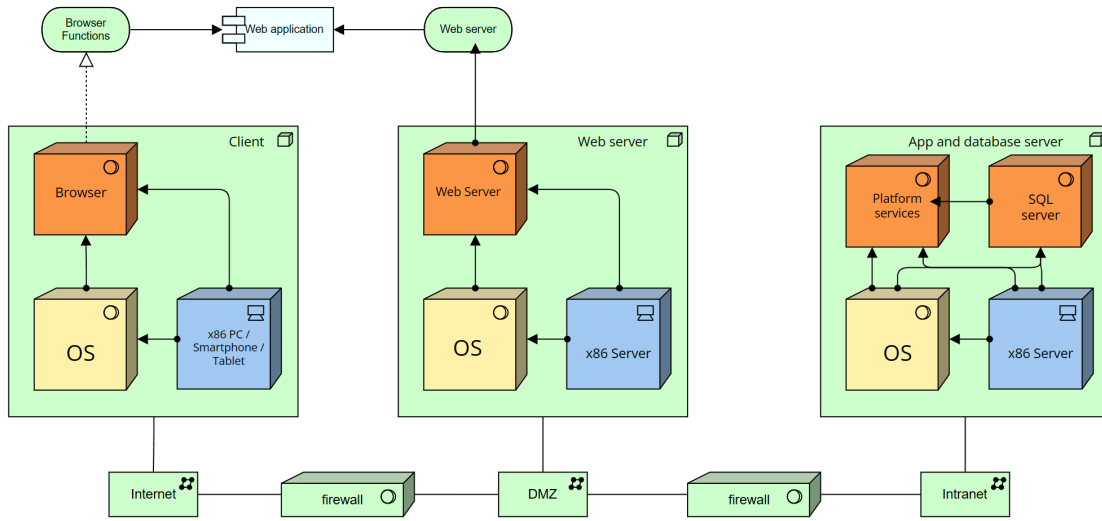 Browser
Functions
Web application
Web server
Client
Web server
App and database server
Browser
Web Server
Platform
services
SQL
server
OS
x86 PC /
Smartphone /
Tablet
OS
x86 Server
OS
x86 Server
Internet
firewall
DMZ
firewall
Intranet